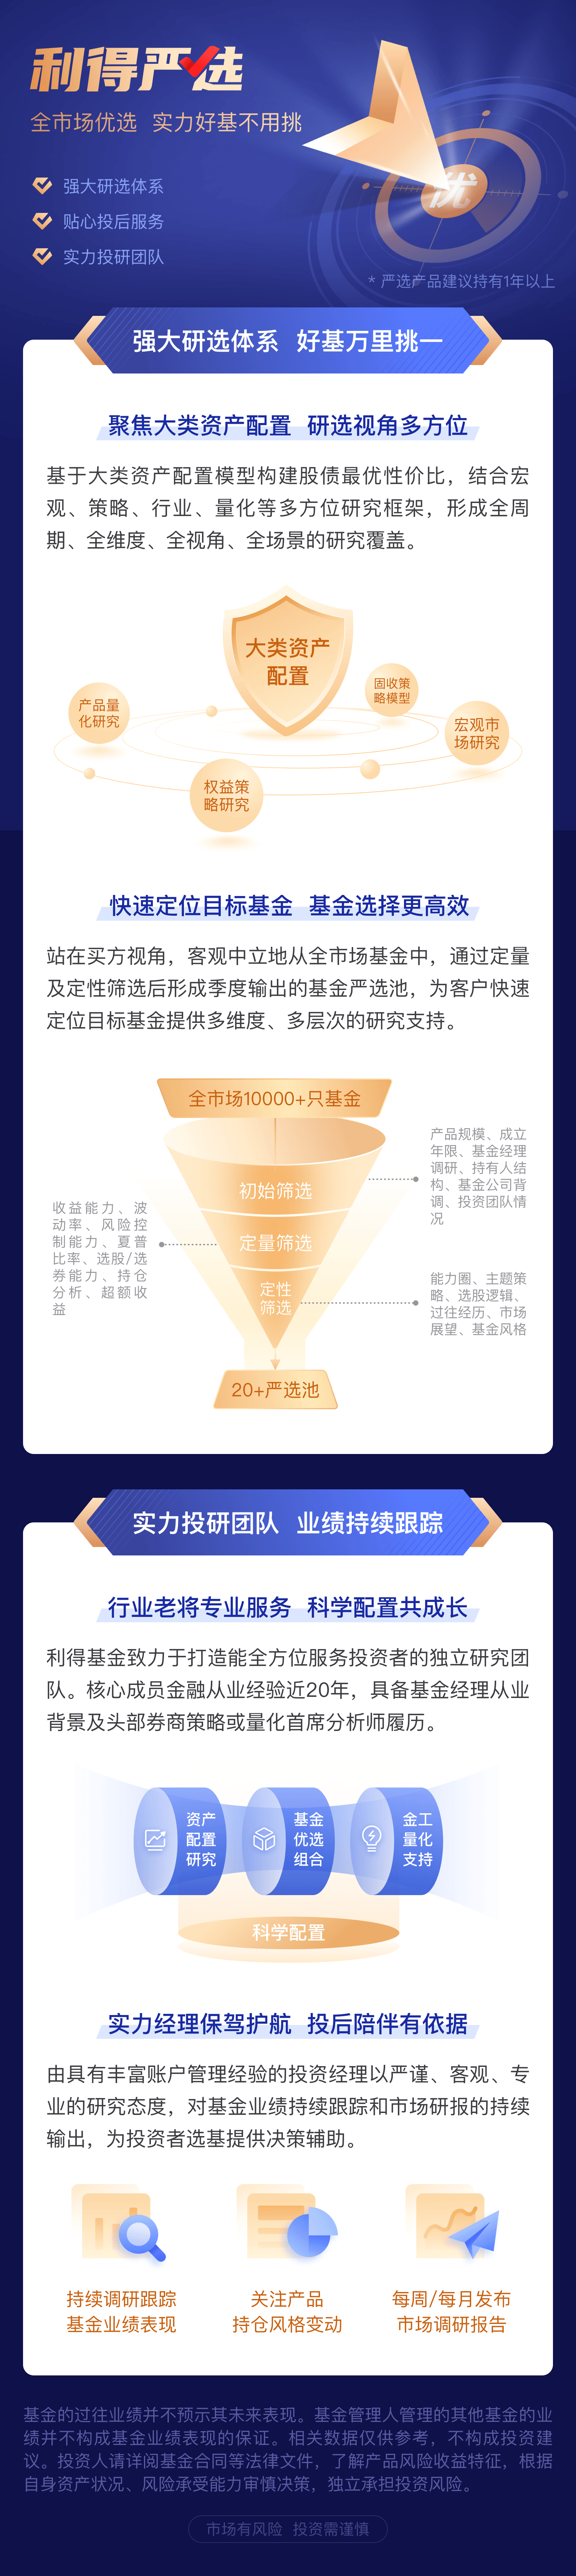 利得严选
全市场优选 实力好基不用挑
强大研选体系
贴心投后服务
实力投研团队
优
* 严选产品建议持有1年以上
强大研选体系 好基万里挑一
聚焦大类资产配置 研选视角多方位
基于大类资产配置模型构建股债最优性价比，结合宏
观、策略、行业、量化等多方位研究框架，形成全周
期、全维度、全视角、全场景的研究覆盖。
大类资产
配置
固收策
略模型
产品量
化研究
宏观市
场研究
权益策
略研究
快速定位目标基金 基金选择更高效
站在买方视角，客观中立地从全市场基金中，通过定量
及定性筛选后形成季度输出的基金严选池，为客户快速
定位目标基金提供多维度、多层次的研究支持。
全市场10000+只基金
产品规模、成立
年限、基金经理
调研、持有人结
构、基金公司背
调、投资团队情
况
初始筛选
收益能力、波
动率、风险控
制能力、夏普
比率、选股/选
券能力、持仓
分析、超额收
益
定量筛选
定性
筛选
能力圈、主题策
略、选股逻辑、
过往经历、市场
展望、基金风格
20+严选池
实力投研团队 业绩持续跟踪
行业老将专业服务 科学配置共成长
利得基金致力于打造能全方位服务投资者的独立研究团
队。核心成员金融从业经验近20年，具备基金经理从业
背景及头部券商策略或量化首席分析师履历。
资产
配置
研究
基金
优选
组合
金工
量化
支持
科学配置
实力经理保驾护航 投后陪伴有依据
由具有丰富账户管理经验的投资经理以严谨、客观、专
业的研究态度，对基金业绩持续跟踪和市场研报的持续
输出，为投资者选基提供决策辅助。
持续调研跟踪
基金业绩表现
关注产品
持仓风格变动
每周/每月发布
市场调研报告
基金的过往业绩并不预示其未来表现。基金管理人管理的其他基金的业
绩并不构成基金业绩表现的保证。相关数据仅供参考，不构成投资建
议。投资人请详阅基金合同等法律文件，了解产品风险收益特征，根据
自身资产状况、风险承受能力审慎决策，独立承担投资风险。
市场有风险 投资需谨慎